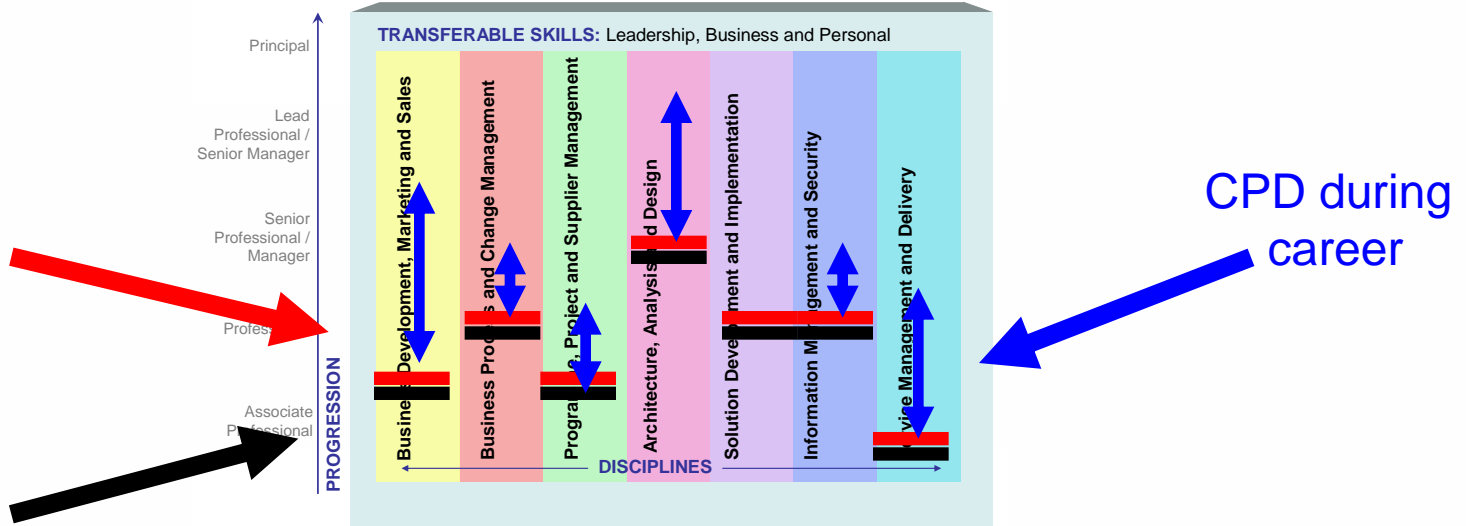 TRANSFERABLE SKILLS: Leadership, Business and Personal
Principal
Lead
Professional /
Senior Manager
Senior
Professional /
Manager
Associate
Professional
PROGRESSION
Business Development, Marketing and Sales
Business Process and Change Management
Programme, Project and Supplier Management
Architecture, Analysis and Design
Solution Development and Implementation
Information Management and Security
Management and Delivery
DISCIPLINES
CPD during
career